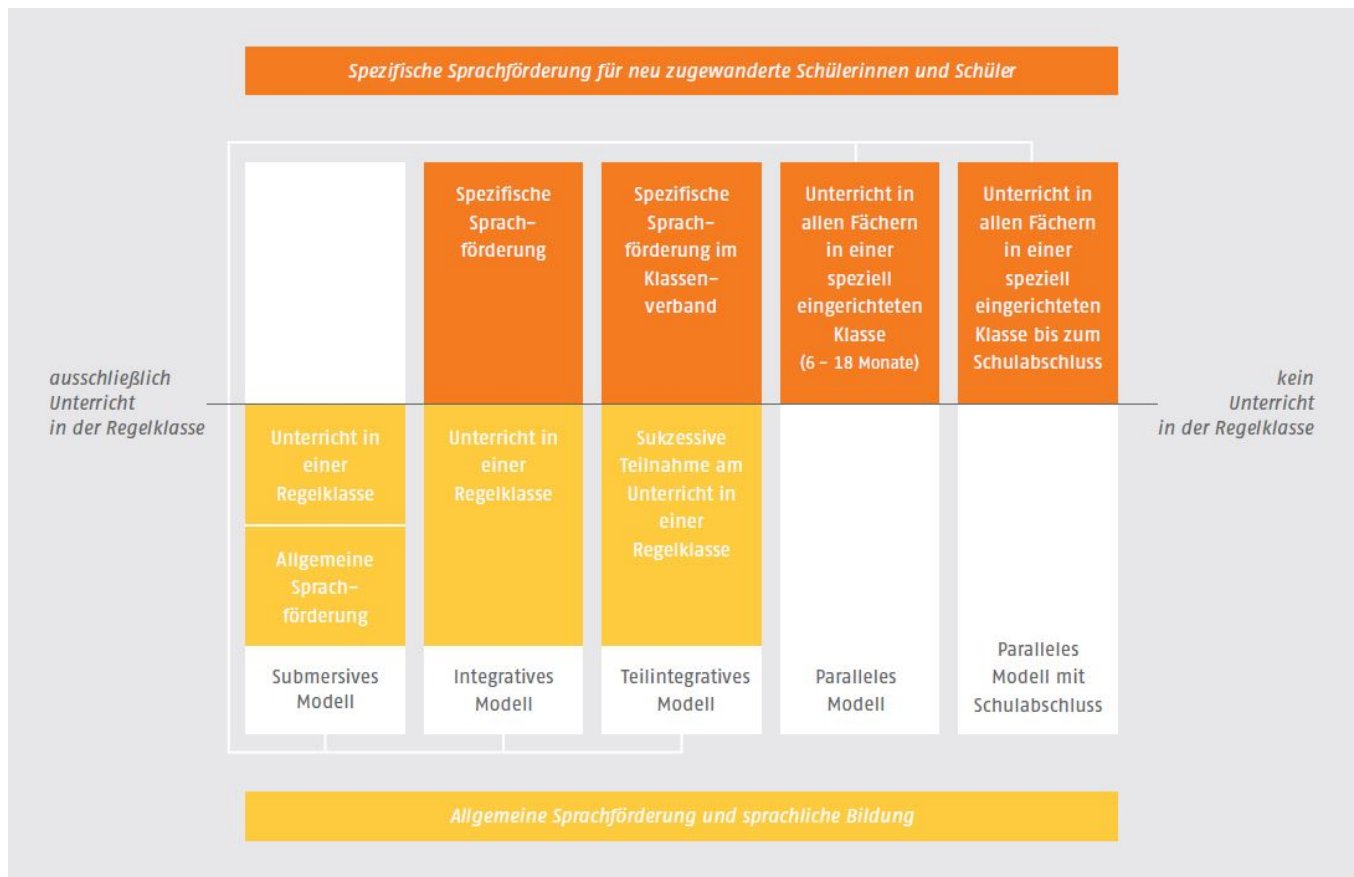 Spezifische Sprachförderung für neu zugewanderte Schülerinnen und Schüler
Spezifische
Sprach-
förderung
Spezifische
Sprach-
förderung im
Klassen-
verband
Unterricht in
allen Fächern
in einer
speziell
eingerichteten
Klasse
(6 – 18 Monate)
Unterricht in
allen Fächern
in einer
speziell
eingerichteten
Klasse bis zum
Schulabschluss
ausschließlich
Unterricht
in der Regelklasse
kein
Unterricht
in der Regelklasse
Unterricht in
einer
Regelklasse
Allgemeine
Sprach-
förderung
Unterricht in
einer
Regelklasse
Sukzessive
Teilnahme am
Unterricht in
einer
Regelklasse
Submersives
Modell
Integratives
Modell
Teilintegratives
Modell
Paralleles
Modell
Paralleles
Modell mit
Schulabschluss
Allgemeine Sprachförderung und sprachliche Bildung